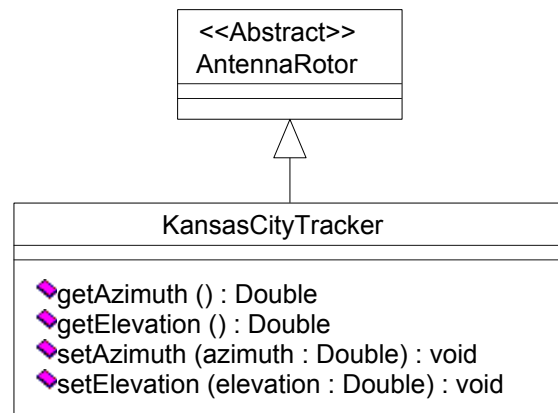 <<Abstract>>
AntennaRotor
KansasCityTracker
getAzimuth () : Double
getElevation () : Double
setAzimuth (azimuth : Double) : void
setElevation (elevation : Double) : void